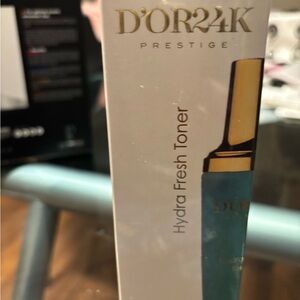 D'OR24K
PRESTIGE
Hydra Fresh Toner